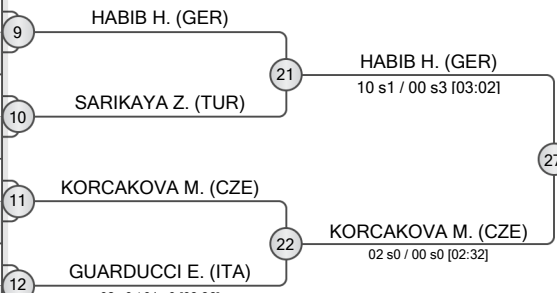 HABIB H. (GER)
9
HABIB H. (GER)
21
10 s1 / 00 s3 [03:02]
SARIKAYA Z. (TUR)
10
27
KORCAKOVA M. (CZE)
11
KORCAKOVA M. (CZE)
22
02 s0 / 00 s0 [02:32]
GUARDUCCI E. (ITA)
12